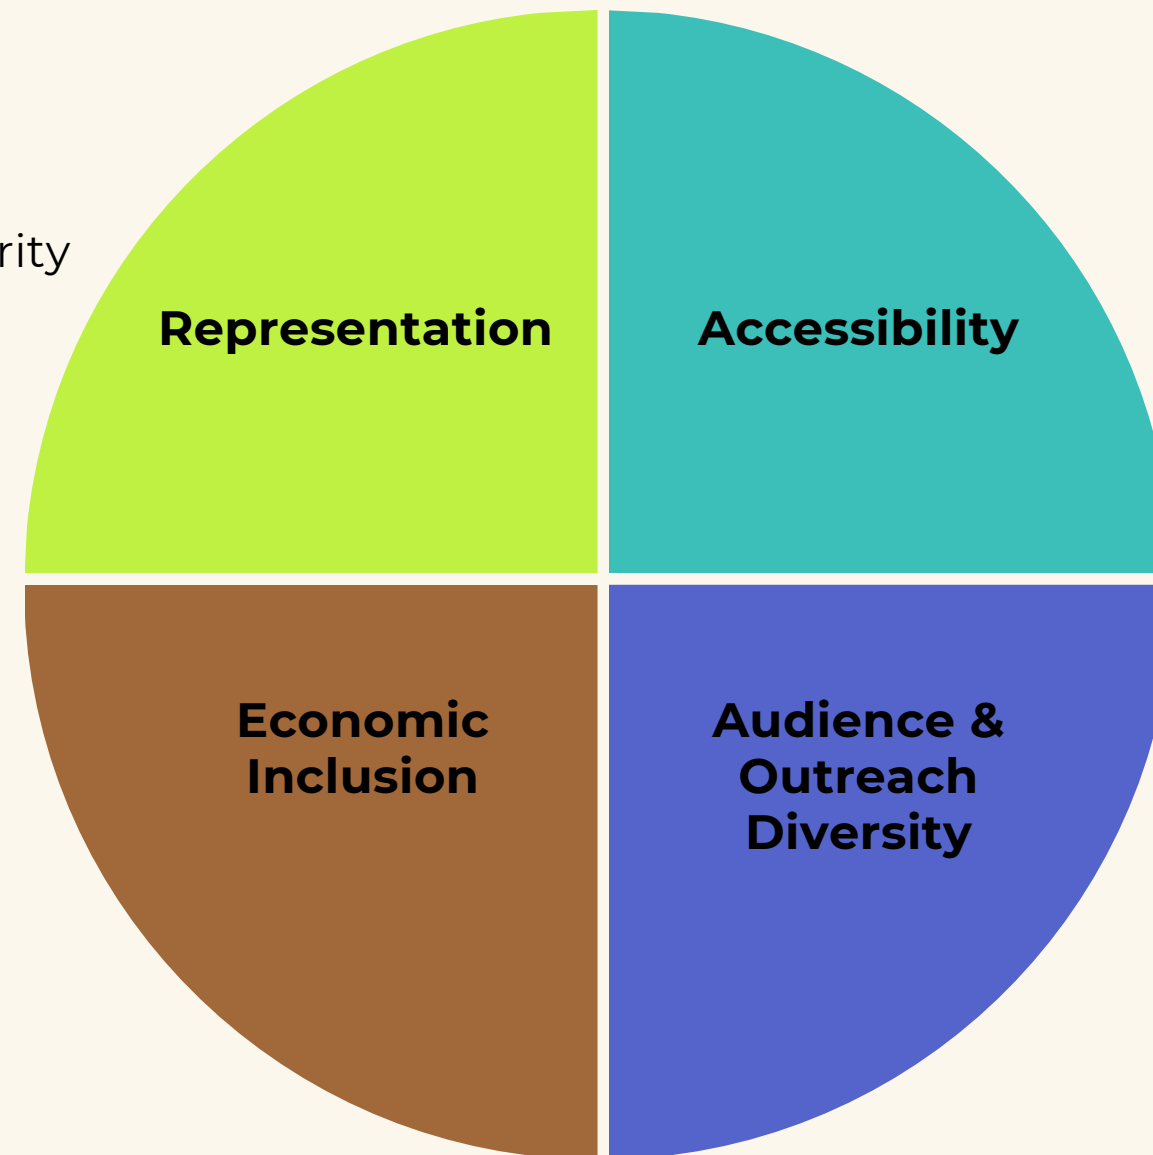 rity
Representation
Accessibility
Economic
Inclusion
Audience &
Outreach
Diversity